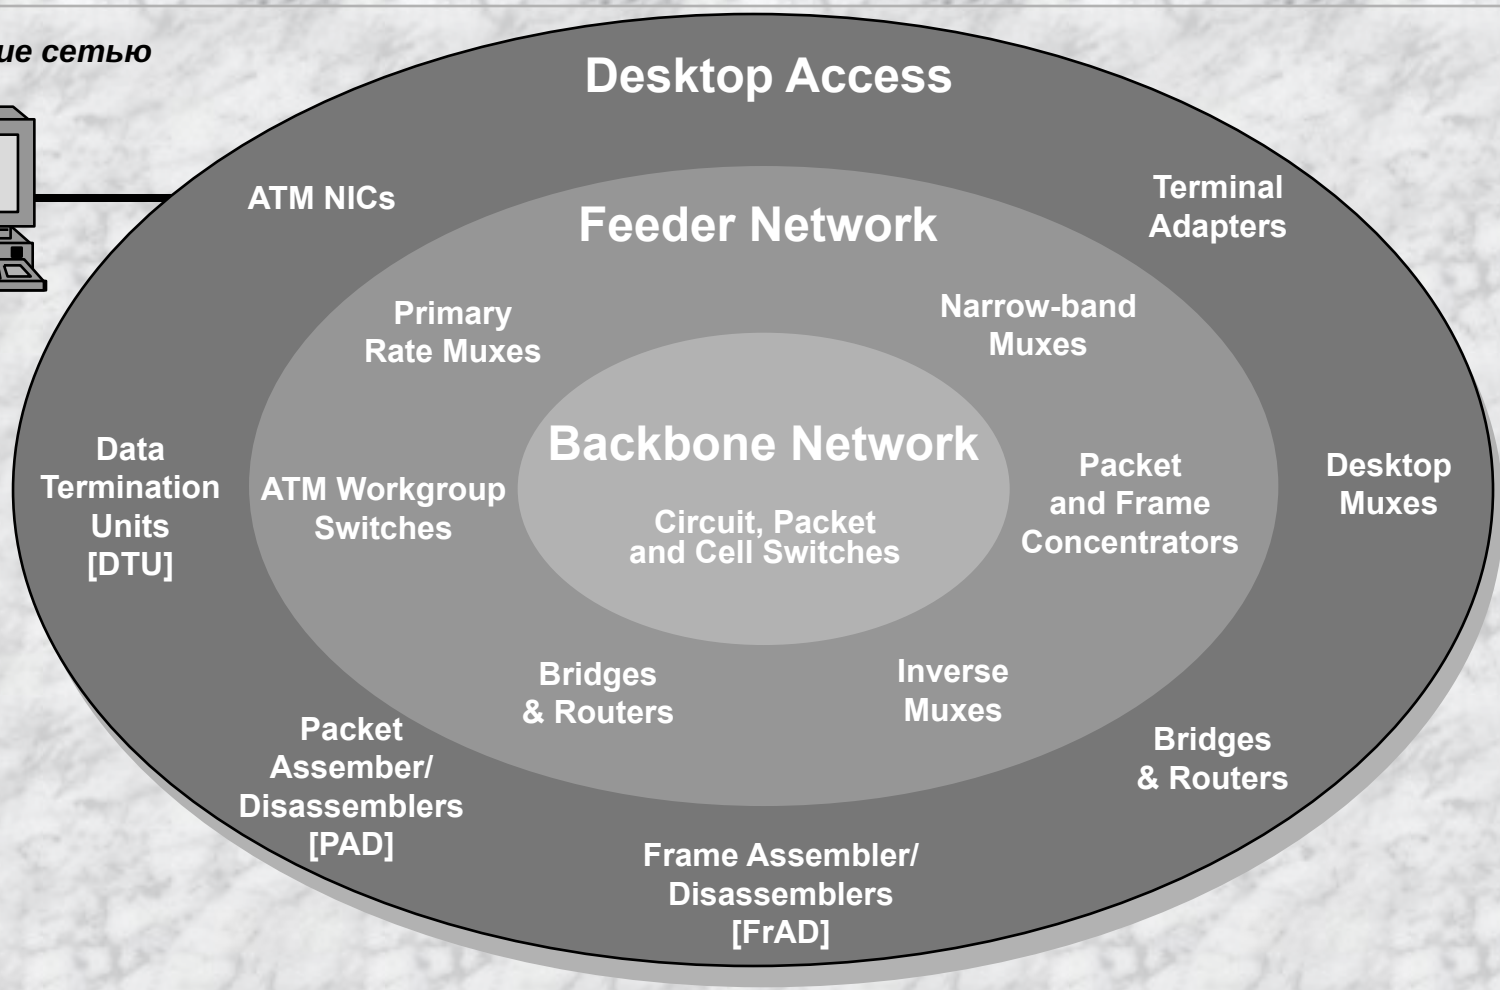 ие сетью
Desktop Access
ATM NICs
Terminal
Adapters
Feeder Network
Primary
Rate Muxes
Narrow-band
Muxes
Data
Termination
Units
[DTU]
ATM Workgroup
Switches
Backbone Network
Circuit, Packet
and Cell Switches
Packet
and Frame
Concentrators
Desktop
Muxes
Bridges
& Routers
Inverse
Muxes
Packet
Assember/
Disassemblers
[PAD]
Bridges
& Routers
Frame Assembler/
Disassemblers
[FrAD]